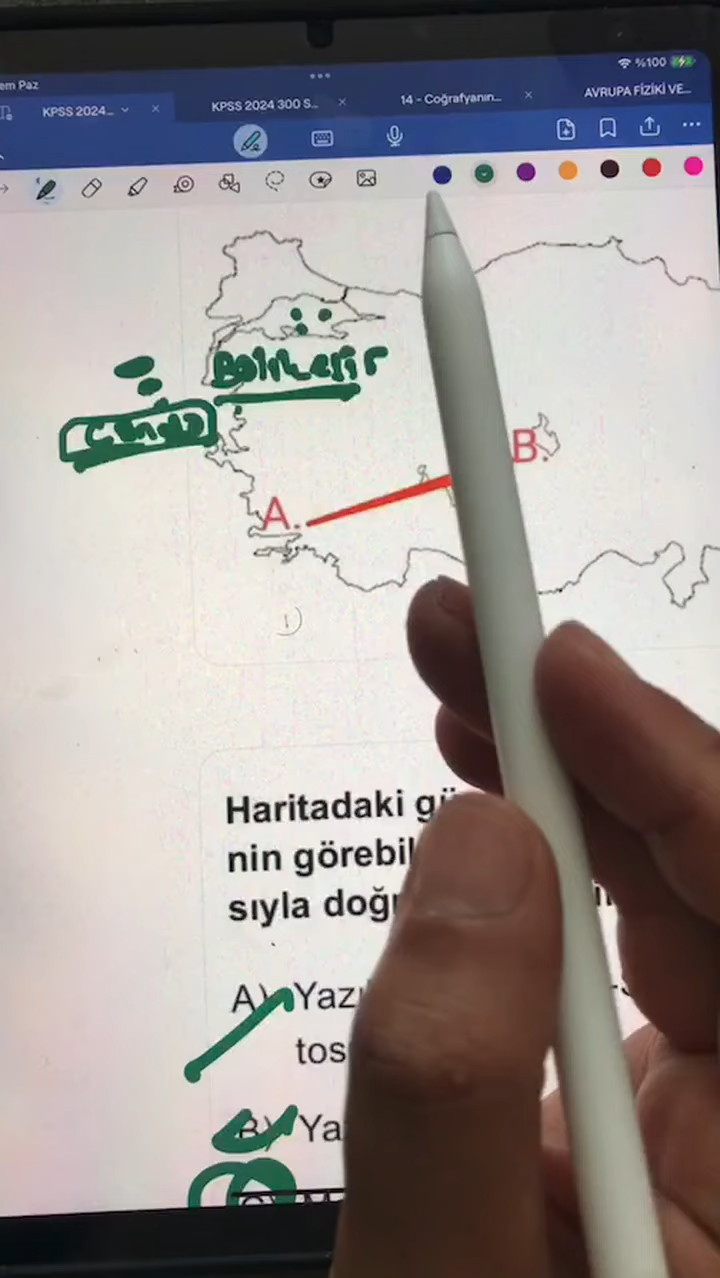 em Paz
%100
KPSS 2024...
KPSS 2024 300 S...
14 - Coğrafyanın...
AVRUPA FİZİKİ VE...
Balıkesir
A.
B.
Haritadaki gü
nin görebil
sıyla doğr
A) Yazı
tos
B) Ya
C) M